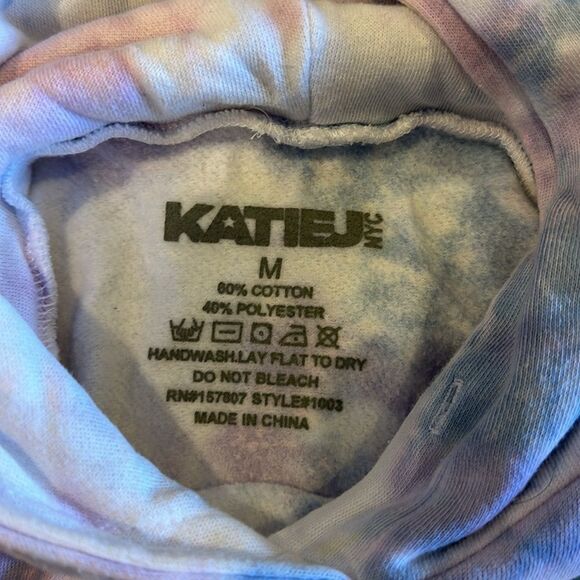 KATIEJ NYC
M
60% COTTON
40% POLYESTER
HANDWASH.LAY FLAT TO DRY
DO NOT BLEACH
RN#157807 STYLE#1003
MADE IN CHINA